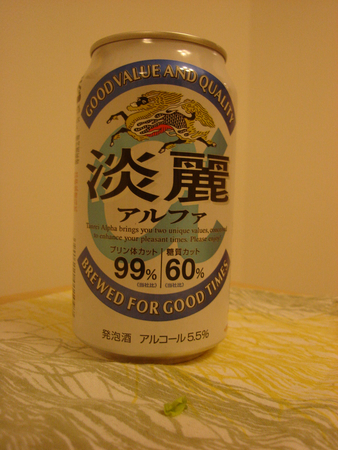 GOOD VALUE AND QUALITY
淡麗
アルファ
Tanrei Alpha brings you two unique values,
to enhance your pleasant times. Please enjoy
プリン体カット 糖質カット
99% 60%
BREWED FOR GOOD TIMES
発泡酒 アルコール5.5%